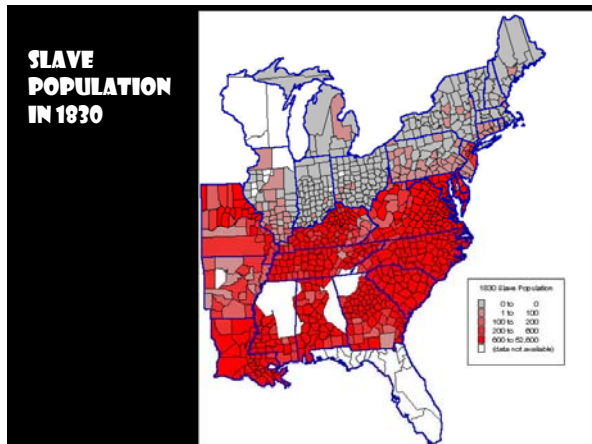 SLAVE
POPULATION
IN 1830
1830 Slave Population
0 to 0
1 to 100
100 to 200
200 to 600
600 to 62,600
(data not available)